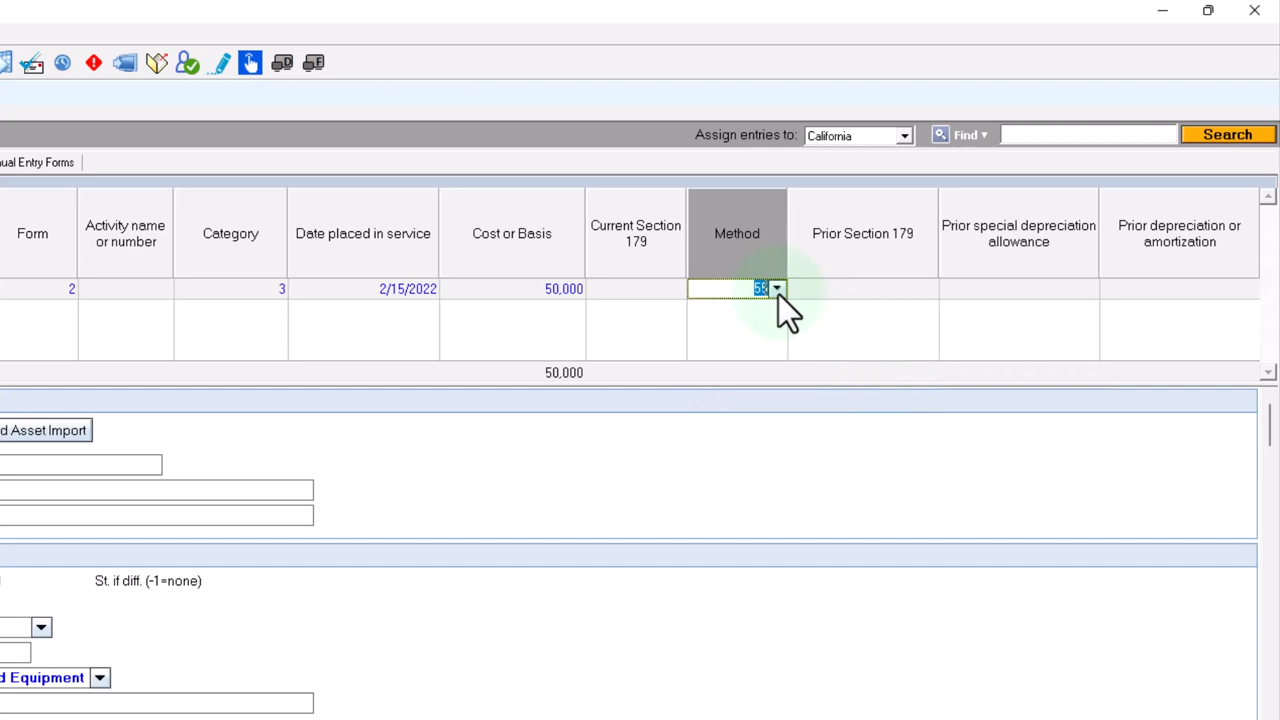 D E
Assign entries to: California Find Search
ual Entry Forms
Form Activity name or number Category Date placed in service Cost or Basis Current Section 179 Method Prior Section 179 Prior special depreciation allowance Prior depreciation or amortization
2 3 2/15/2022 50,000
50,000
d Asset Import
St. if diff. (-1=none)
d Equipment